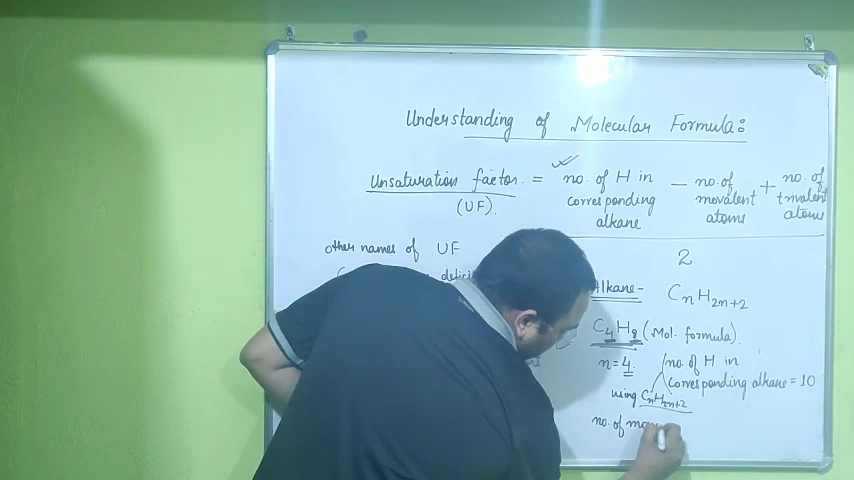 Understanding of Molecular Formula:
Unsaturation factor = no. of H in corresponding alkane - no. of movalent atoms + no. of trivalent atoms
(UF).
2
other names of UF
Alkane - CnH2n+2
C4H8 (Mol. formula).
n = 4.
no. of H in
corresponding alkane = 10
using CnH2n+2
no. of